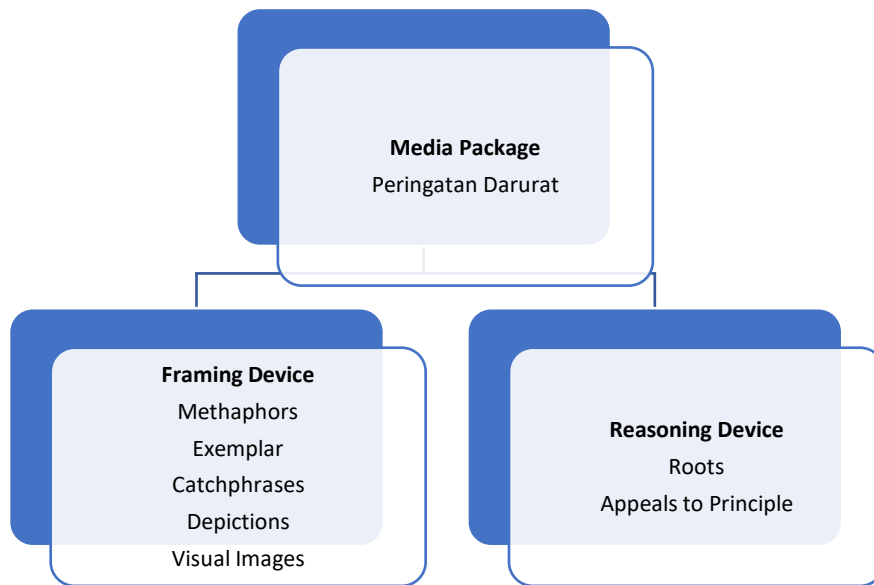 Media Package
Peringatan Darurat
Framing Device
Methaphors
Exemplar
Catchphrases
Depictions
Visual Images
Reasoning Device
Roots
Appeals to Principle